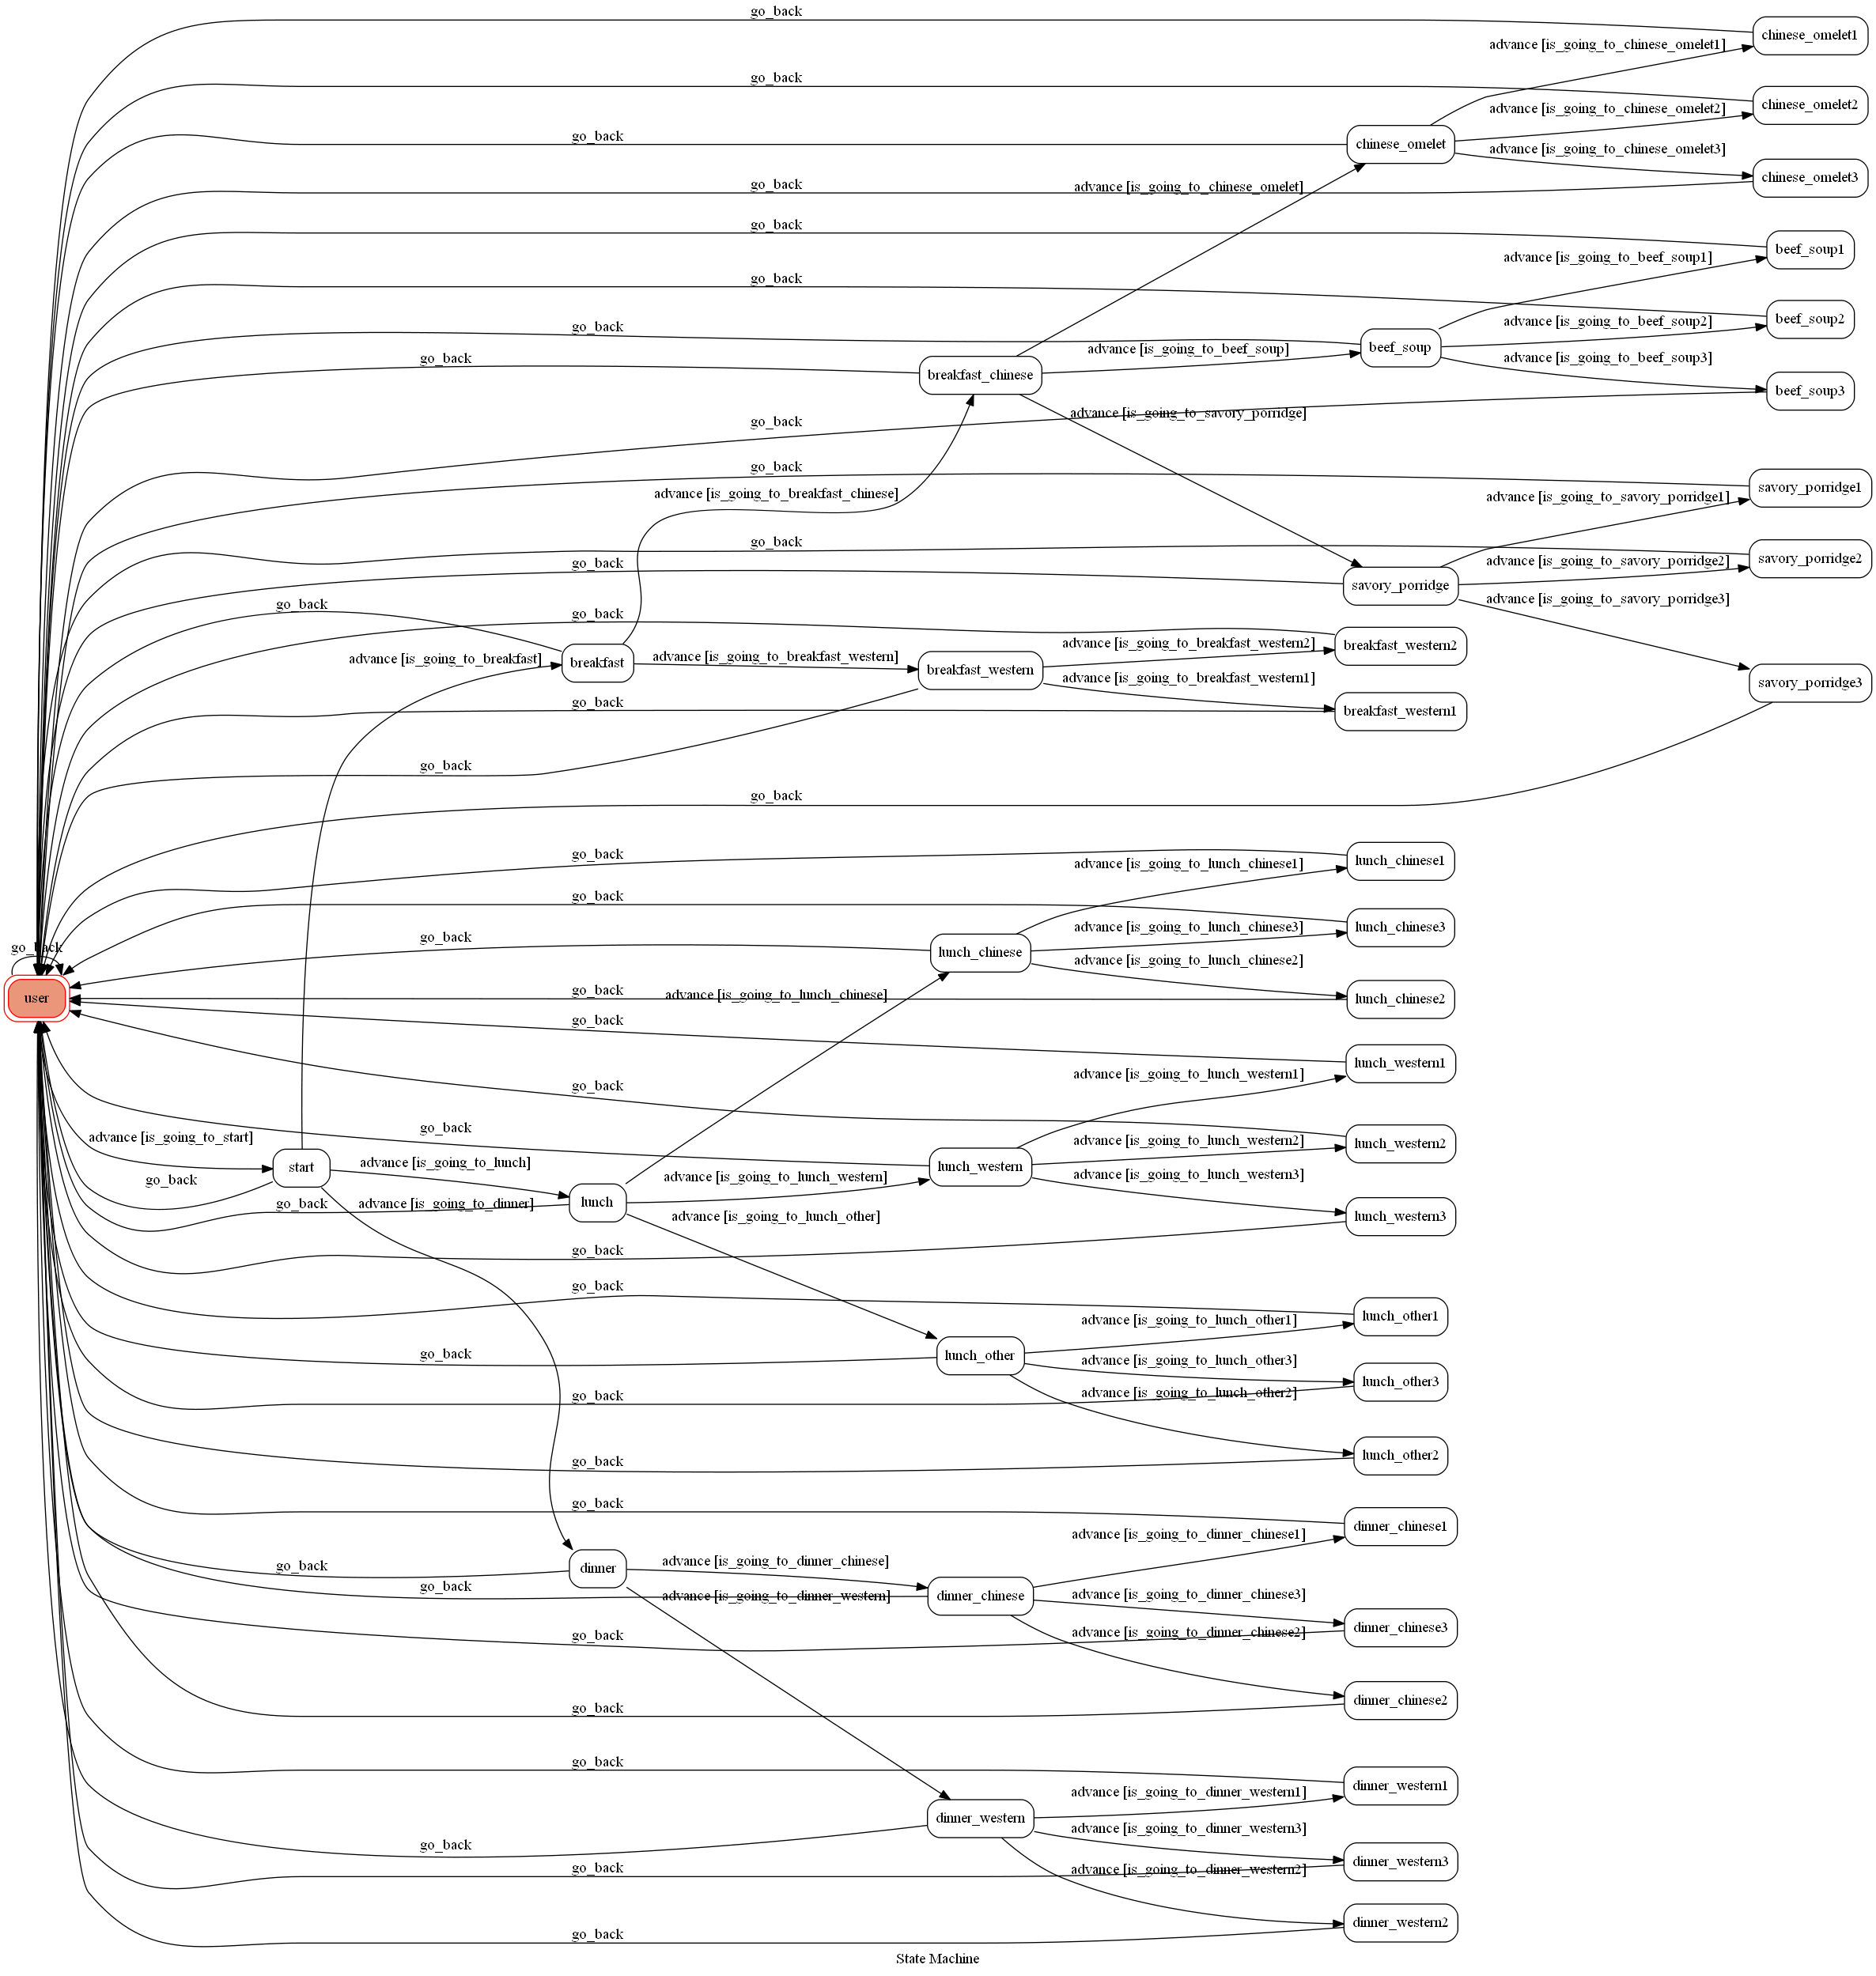 go_back
chinese_omelet1
advance [is_going_to_chinese_omelet1]
go_back
chinese_omelet2
advance [is_going_to_chinese_omelet2]
go_back
chinese_omelet
advance [is_going_to_chinese_omelet3]
chinese_omelet3
go_back
advance [is_going_to_chinese_omelet]
go_back
beef_soup1
advance [is_going_to_beef_soup1]
go_back
beef_soup2
advance [is_going_to_beef_soup2]
go_back
beef_soup
advance [is_going_to_beef_soup]
go_back
advance [is_going_to_beef_soup3]
breakfast_chinese
beef_soup3
advance [is_going_to_savory_porridge]
go_back
go_back
savory_porridge1
advance [is_going_to_breakfast_chinese]
advance [is_going_to_savory_porridge1]
go_back
savory_porridge2
go_back
advance [is_going_to_savory_porridge2]
savory_porridge
advance [is_going_to_savory_porridge3]
go_back
go_back
advance [is_going_to_breakfast_western2]
breakfast_western2
advance [is_going_to_breakfast]
breakfast
advance [is_going_to_breakfast_western]
breakfast_western
advance [is_going_to_breakfast_western1]
savory_porridge3
go_back
breakfast_western1
go_back
go_back
go_back
advance [is_going_to_lunch_chinese1]
lunch_chinese1
go_back
advance [is_going_to_lunch_chinese3]
lunch_chinese3
go_back
go_back
lunch_chinese
advance [is_going_to_lunch_chinese2]
user
go_back
advance [is_going_to_lunch_chinese]
lunch_chinese2
go_back
lunch_western1
advance [is_going_to_lunch_western1]
go_back
advance [is_going_to_start]
go_back
advance [is_going_to_lunch_western2]
lunch_western2
start
advance [is_going_to_lunch]
lunch_western
go_back
advance [is_going_to_lunch_western]
advance [is_going_to_lunch_western3]
go_back
advance [is_going_to_dinner]
lunch
advance [is_going_to_lunch_other]
lunch_western3
go_back
go_back
advance [is_going_to_lunch_other1]
lunch_other1
go_back
lunch_other
advance [is_going_to_lunch_other3]
lunch_other3
go_back
advance [is_going_to_lunch_other2]
go_back
lunch_other2
go_back
advance [is_going_to_dinner_chinese1]
dinner_chinese1
go_back
dinner
advance [is_going_to_dinner_chinese]
go_back
advance [is_going_to_dinner_western]
dinner_chinese
advance [is_going_to_dinner_chinese3]
go_back
advance [is_going_to_dinner_chinese2]
dinner_chinese3
go_back
dinner_chinese2
go_back
advance [is_going_to_dinner_western1]
dinner_western1
go_back
dinner_western
advance [is_going_to_dinner_western3]
go_back
advance [is_going_to_dinner_western2]
dinner_western3
go_back
dinner_western2
State Machine